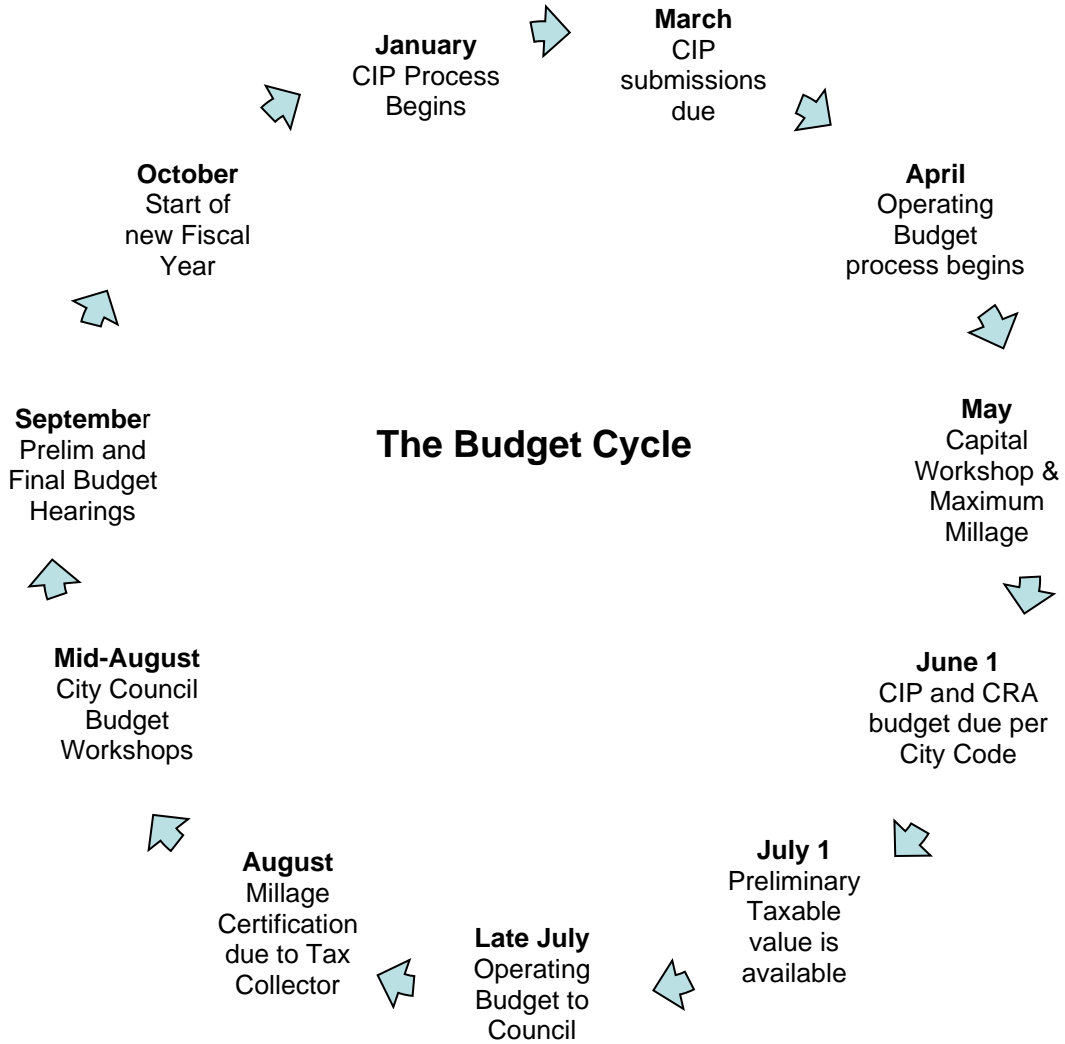 January
CIP Process
Begins
March
CIP
submissions
due
April
Operating
Budget
process begins
May
Capital
Workshop &
Maximum
Millage
June 1
CIP and CRA
budget due per
City Code
July 1
Preliminary
Taxable
value is
available
Late July
Operating
Budget to
Council
August
Millage
Certification
due to Tax
Collector
Mid-August
City Council
Budget
Workshops
September
Prelim and
Final Budget
Hearings
October
Start of
new Fiscal
Year
The Budget Cycle